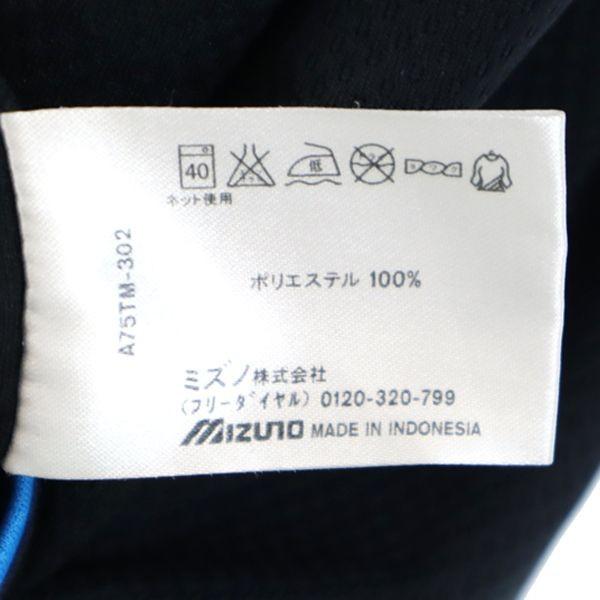 40 低
ネット使用
A75TM-302
ポリエステル 100%
ミズノ株式会社
(フリーダイヤル) 0120-320-799
MIZUNO MADE IN INDONESIA